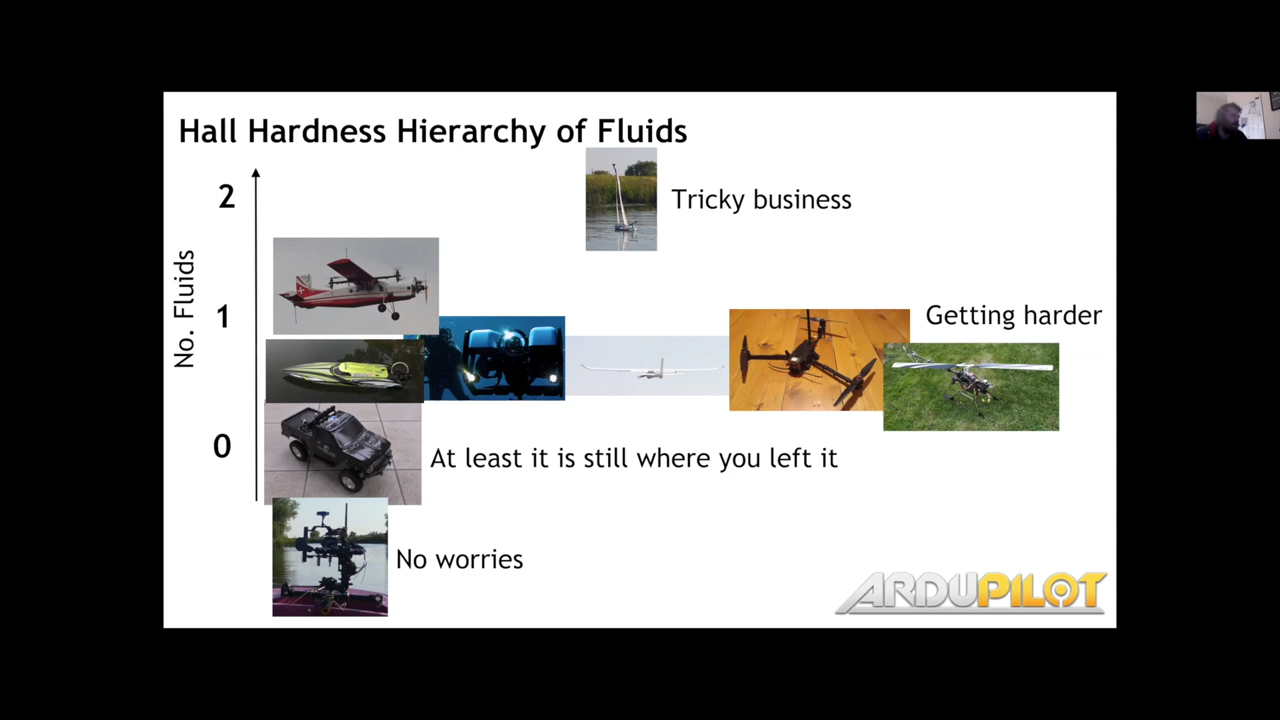 Hall Hardness Hierarchy of Fluids
2
Tricky business
No. Fluids
1
Getting harder
0
At least it is still where you left it
No worries
ARDUPILOT